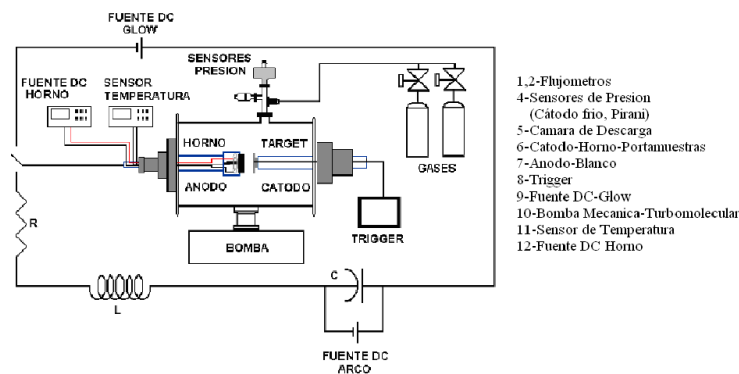 FUENTE DC
GLOW
FUENTE DC
HORNO
SENSOR
TEMPERATURA
SENSORES
PRESION
HORNO
TARGET
ANODO
CATODO
GASES
TRIGGER
BOMBA
R
L
C
FUENTE DC
ARCO
1,2-Flujometros
4-Sensores de Presion
(Cátodo frio, Pirani)
5-Camara de Descarga
6-Catodo-Horno-Portamuestras
7-Anodo-Blanco
8-Trigger
9-Fuente DC-Glow
10-Bomba Mecanica-Turbomolecular
11-Sensor de Temperatura
12-Fuente DC Horno